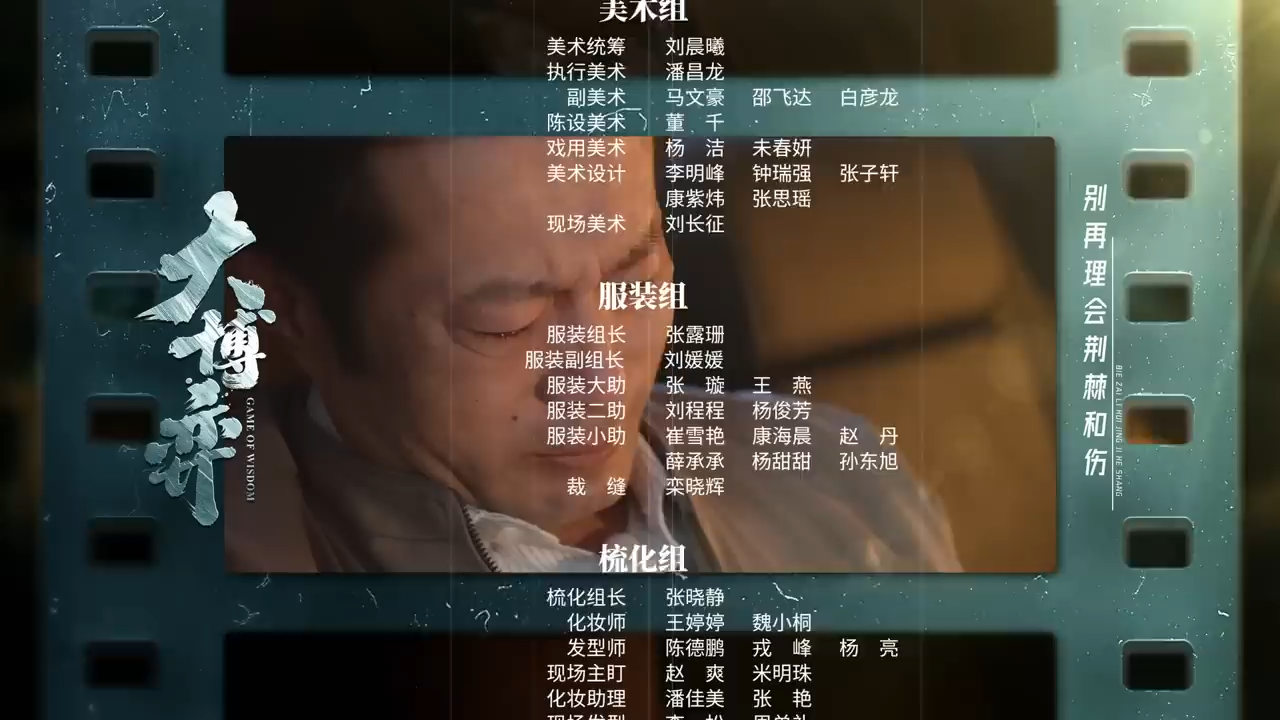 美术组
美术统筹 刘晨曦
执行美术 潘昌龙
副美术 马文豪 邵飞达 白彦龙
陈设美术 董 千
戏用美术 杨 洁 未春妍
美术设计 李明峰 钟瑞强 张子轩
康紫炜 张思瑶
现场美术 刘长征
服装组
服装组长 张露珊
服装副组长 刘媛媛
服装大助 张 璇 王 燕
服装二助 刘程程 杨俊芳
服装小助 崔雪艳 康海晨 赵 丹
薛承承 杨甜甜 孙东旭
裁 缝 栾晓辉
梳化组
梳化组长 张晓静
化妆师 王婷婷 魏小桐
发型师 陈德鹏 戎 峰 杨 亮
现场主盯 赵 爽 米明珠
化妆助理 潘佳美 张 艳
大博弈
GAME OF WISDOM
别再理会荆棘和伤
BIE ZAI LI HUI JING JI HE SHANG